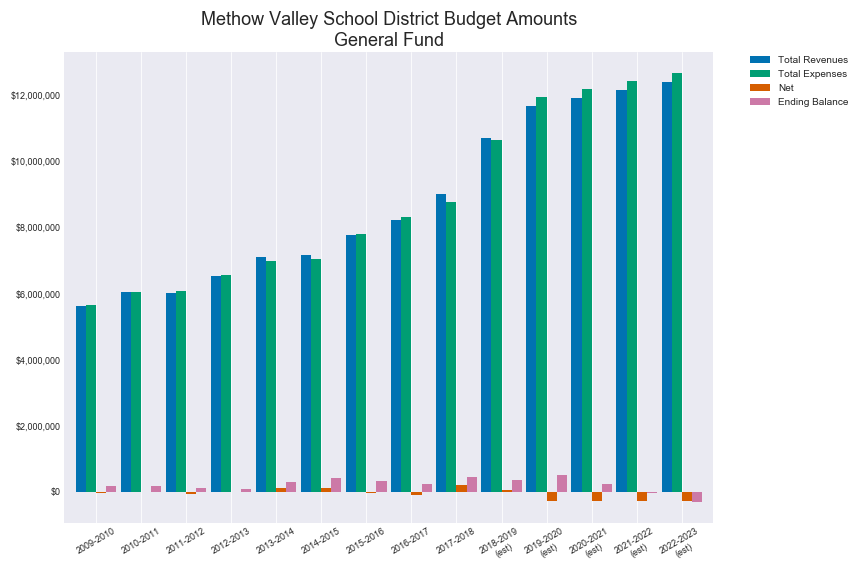 Methow Valley School District Budget Amounts
General Fund
Total Revenues
Total Expenses
Net
Ending Balance
$12,000,000
$10,000,000
$8,000,000
$6,000,000
$4,000,000
$2,000,000
$0
2009-2010
2010-2011
2011-2012
2012-2013
2013-2014
2014-2015
2015-2016
2016-2017
2017-2018
2018-2019
(est)
2019-2020
(est)
2020-2021
(est)
2021-2022
(est)
2022-2023
(est)